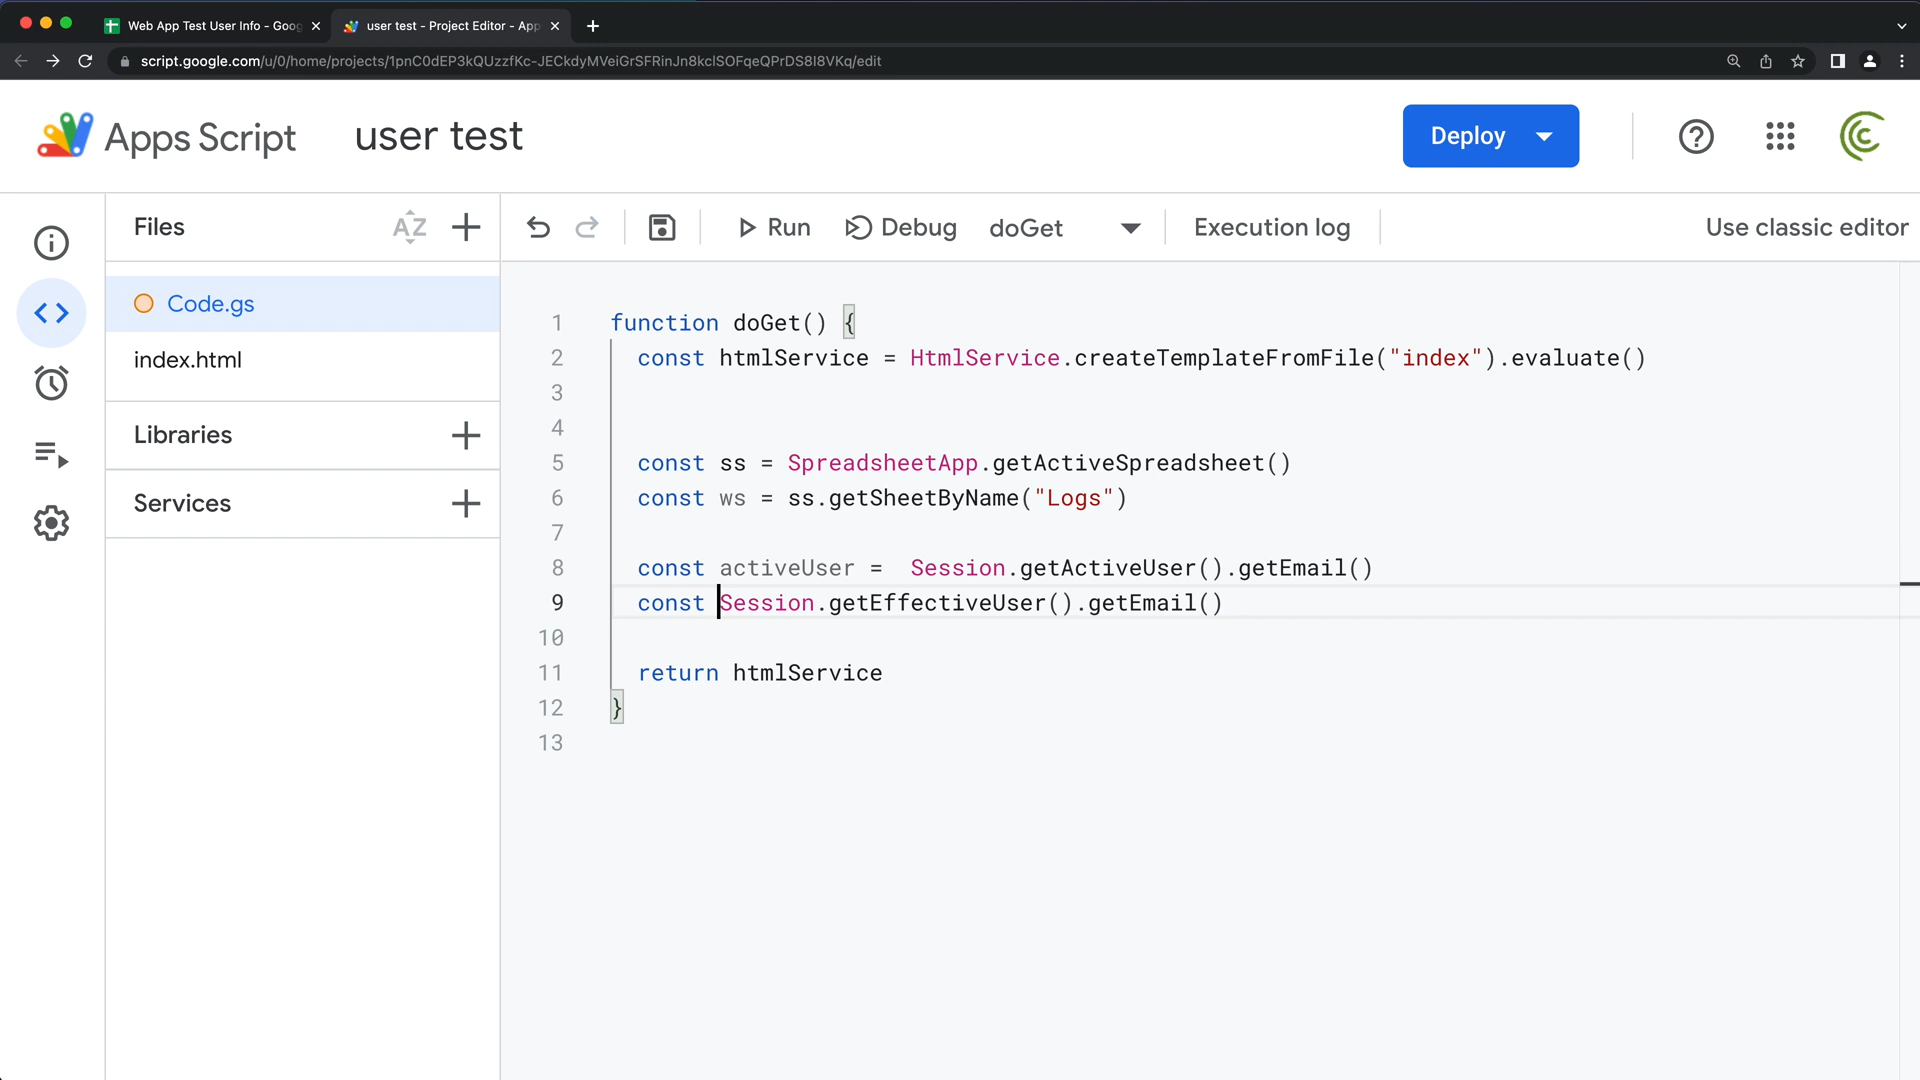 Web App Test User Info - Goog
user test - Project Editor - App
script.google.com/u/0/home/projects/1pnC0dEP3kQUzzfKc-JECkdyMVeiGrSFRinJn8kclSOFqeQPrDS8I8VKq/edit
Apps Script
user test
Deploy
Files
AZ
Run
Debug
doGet
Execution log
Use classic editor
Code.gs
index.html
Libraries
Services
1 function doGet() {
2 const htmlService = HtmlService.createTemplateFromFile("index").evaluate()
3
4
5 const ss = SpreadsheetApp.getActiveSpreadsheet()
6 const ws = ss.getSheetByName("Logs")
7
8 const activeUser =  Session.getActiveUser().getEmail()
9 const Session.getEffectiveUser().getEmail()
10
11 return htmlService
12 }
13